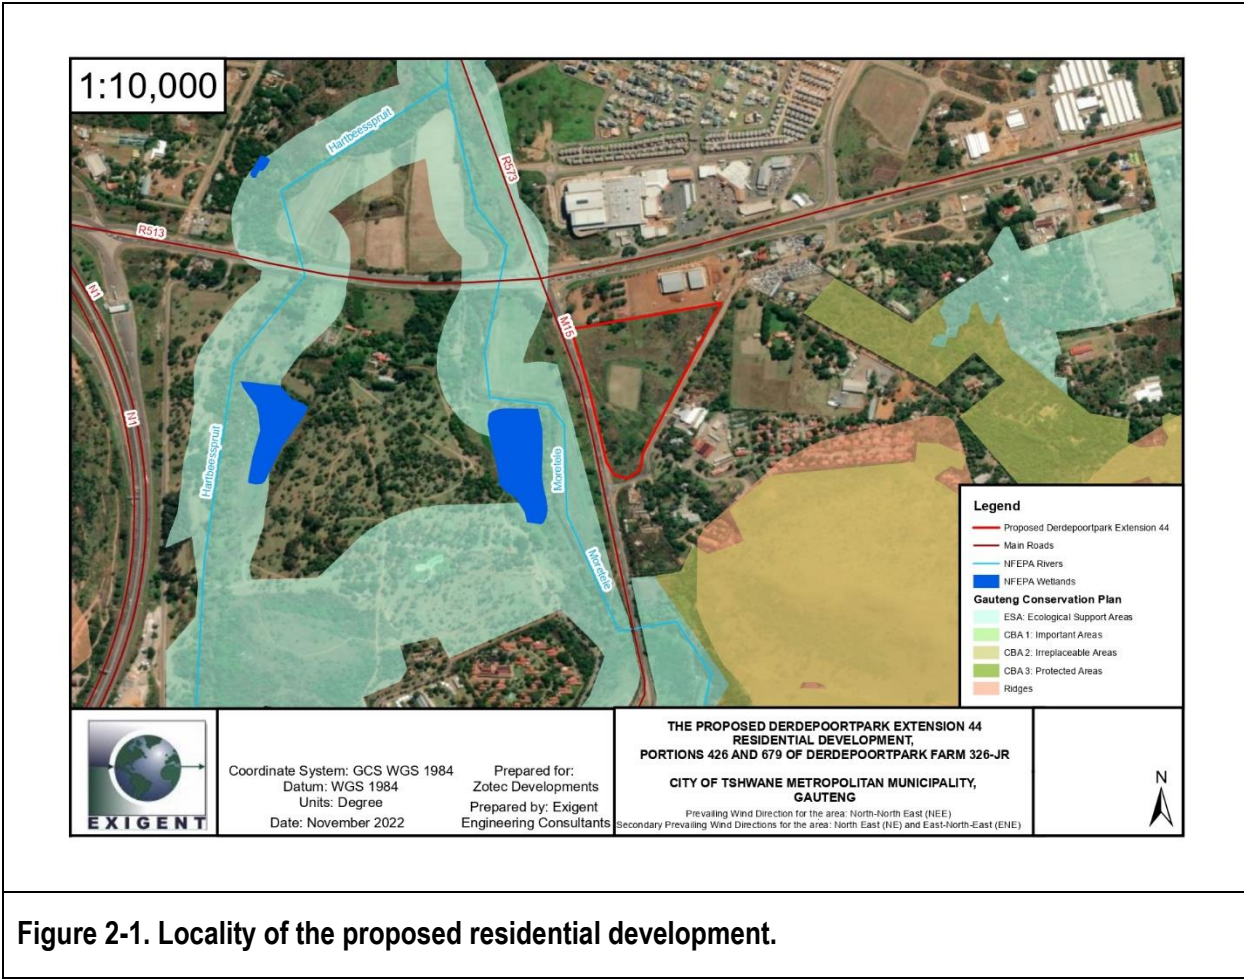 1:10,000
Hartbeesspruit
R573
R513
N1
M15
N1
Hartbeesspruit
Moretele
Moretele
Legend
Proposed Derdepoortpark Extension 44
Main Roads
NFEPA Rivers
NFEPA Wetlands
Gauteng Conservation Plan
ESA: Ecological Support Areas
CBA 1: Important Areas
CBA 2: Irreplaceable Areas
CBA 3: Protected Areas
Ridges
EXIGENT
Coordinate System: GCS WGS 1984
Datum: WGS 1984
Units: Degree
Date: November 2022
Prepared for:
Zotec Developments
Prepared by: Exigent
Engineering Consultants
THE PROPOSED DERDEPOORTPARK EXTENSION 44
RESIDENTIAL DEVELOPMENT,
PORTIONS 426 AND 679 OF DERDEPOORTPARK FARM 326-JR
CITY OF TSHWANE METROPOLITAN MUNICIPALITY,
GAUTENG
Prevailing Wind Direction for the area: North-North East (NEE)
Secondary Prevailing Wind Directions for the area: North East (NE) and East-North-East (ENE)
N
Figure 2-1. Locality of the proposed residential development.